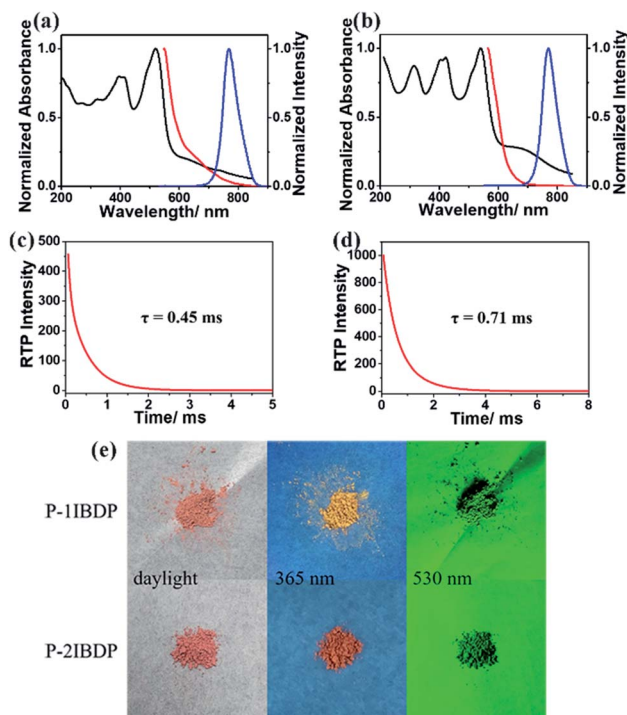 (a)
1.0
0.5
0.0
Normalized Absorbance
200 400 600 800
Wavelength/ nm
1.0
0.5
0.0
Normalized Intensity
(b)
1.0
0.5
0.0
Normalized Absorbance
200 400 600 800
Wavelength/ nm
1.0
0.5
0.0
Normalized Intensity
(c)
500
400
300
200
100
0
RTP Intensity
τ = 0.45 ms
0 1 2 3 4 5
Time/ ms
(d)
1000
800
600
400
200
0
RTP Intensity
τ = 0.71 ms
0 2 4 6 8
Time/ ms
(e)
P-1IBDP
daylight 365 nm 530 nm
P-2IBDP